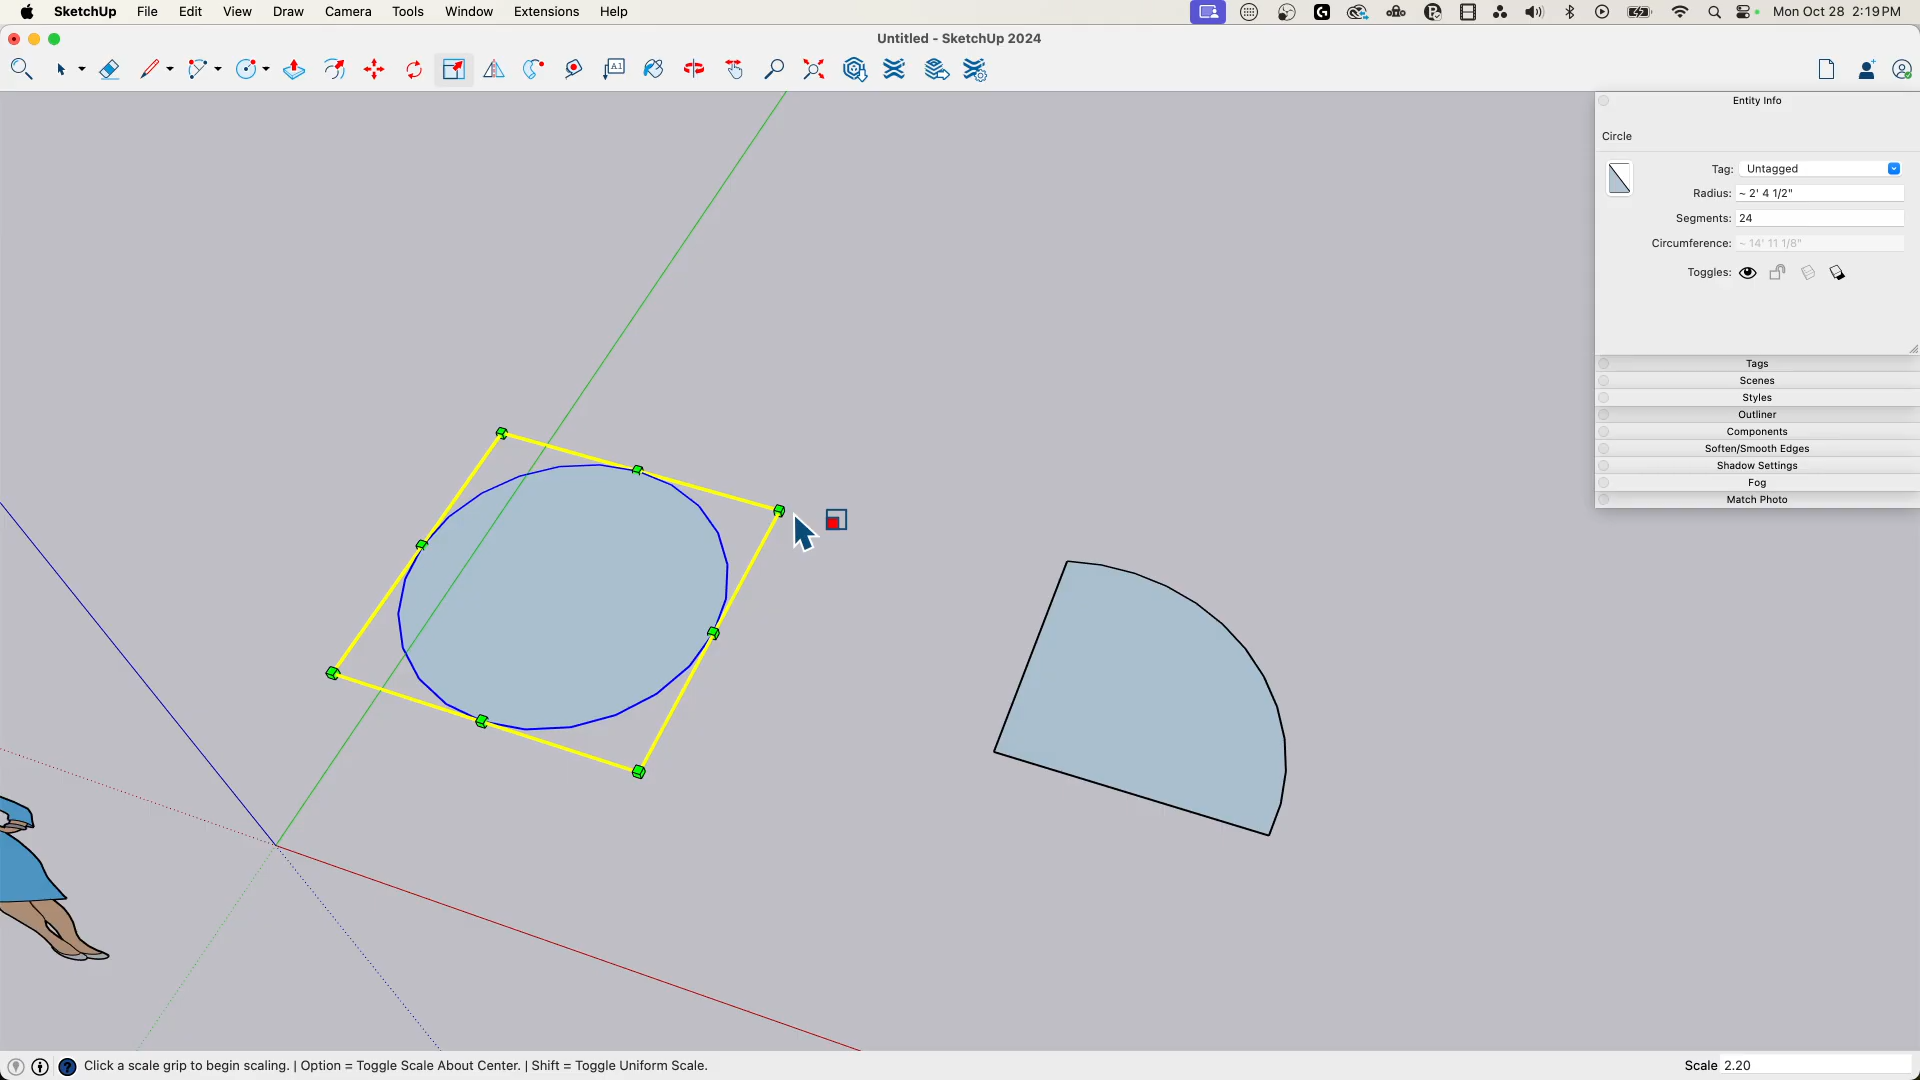 SketchUp File Edit View Draw Camera Tools Window Extensions Help Mon Oct 28 2:19 PM
Untitled - SketchUp 2024
A1
Entity Info
Circle
Tag: Untagged
Radius: ~ 2' 4 1/2"
Segments: 24
Circumference: ~ 14' 11 1/8"
Toggles:
Tags
Scenes
Styles
Outliner
Components
Soften/Smooth Edges
Shadow Settings
Fog
Match Photo
Click a scale grip to begin scaling. | Option = Toggle Scale About Center. | Shift = Toggle Uniform Scale. Scale 2.20